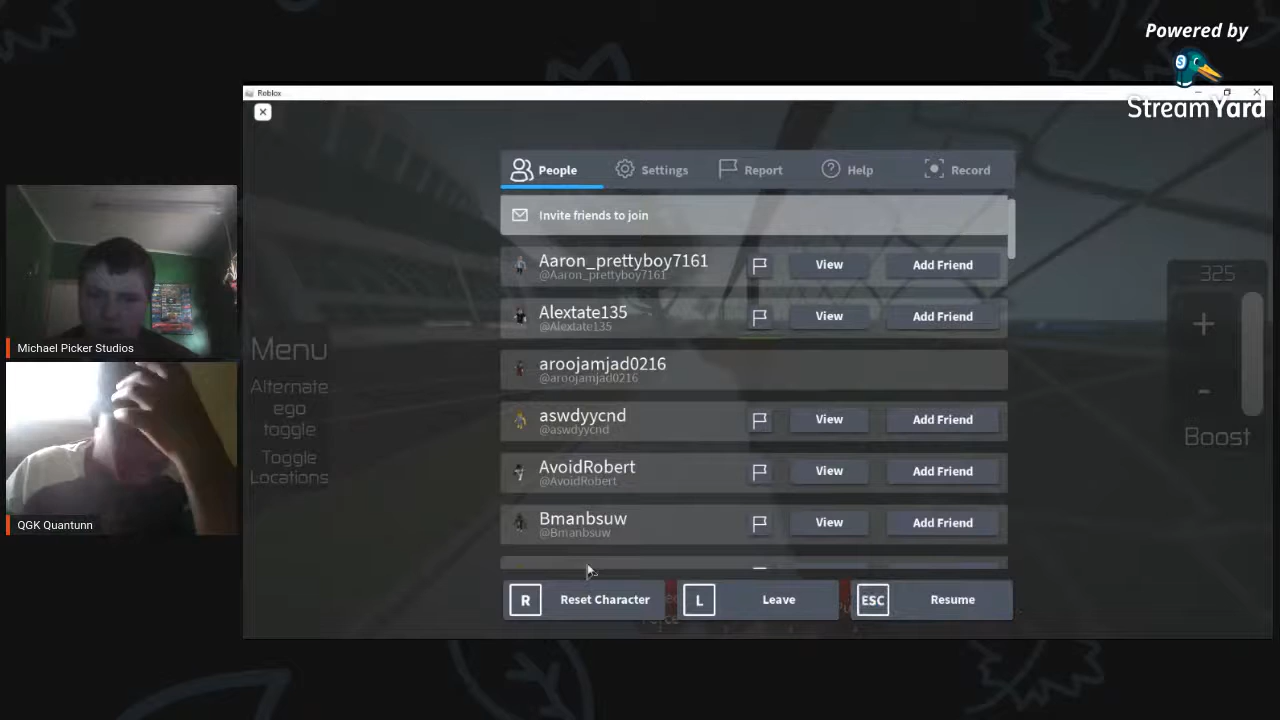 Powered by
StreamYard
Roblox
People
Settings
Report
Help
Record
Invite friends to join
Aaron_prettyboy7161
@Aaron_prettyboy7161
View
Add Friend
Alextate135
@Alextate135
View
Add Friend
aroojamjad0216
@aroojamjad0216
aswdyycnd
@aswdyycnd
View
Add Friend
AvoidRobert
@AvoidRobert
View
Add Friend
Bmanbsuw
@Bmanbsuw
View
Add Friend
R
Reset Character
L
Leave
ESC
Resume
Menu
Alternate
ego
toggle
Toggle
Locations
325
+
-
Boost
Michael Picker Studios
QGK Quantunn